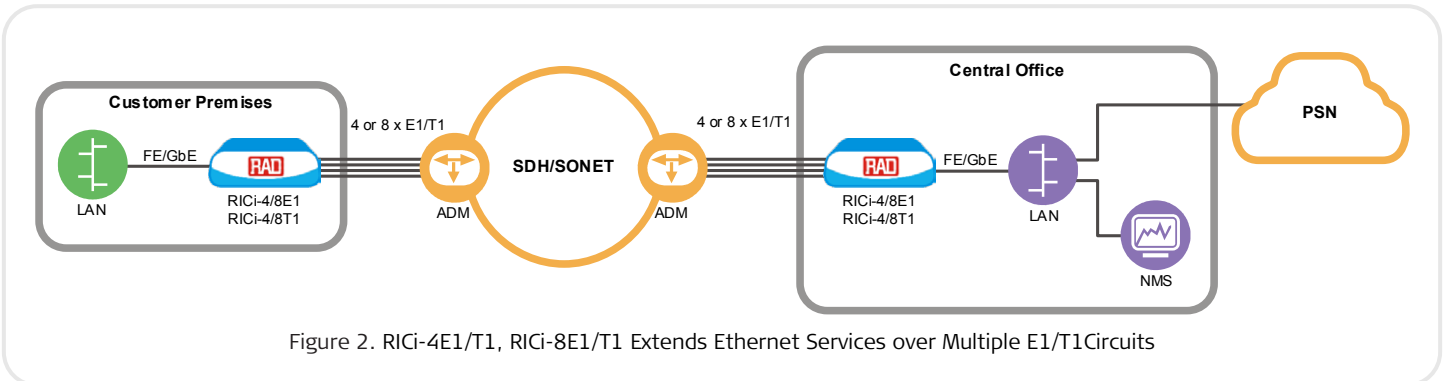 Customer Premises
FE/GbE
LAN
RAD
RICi-4/8E1
RICi-4/8T1
4 or 8 x E1/T1
ADM
SDH/SONET
4 or 8 x E1/T1
ADM
Central Office
RAD
RICi-4/8E1
RICi-4/8T1
FE/GbE
LAN
NMS
PSN
Figure 2. RICi-4E1/T1, RICi-8E1/T1 Extends Ethernet Services over Multiple E1/T1Circuits